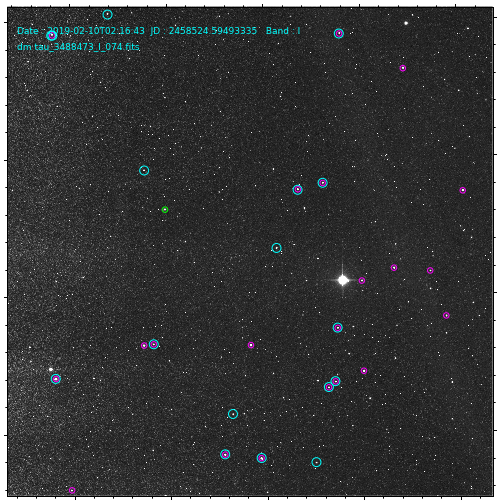 Date : 2019-02-10T02:16:43 JD : 2458524.59493335 Band : I
dm tau_3488473_I_074.fits